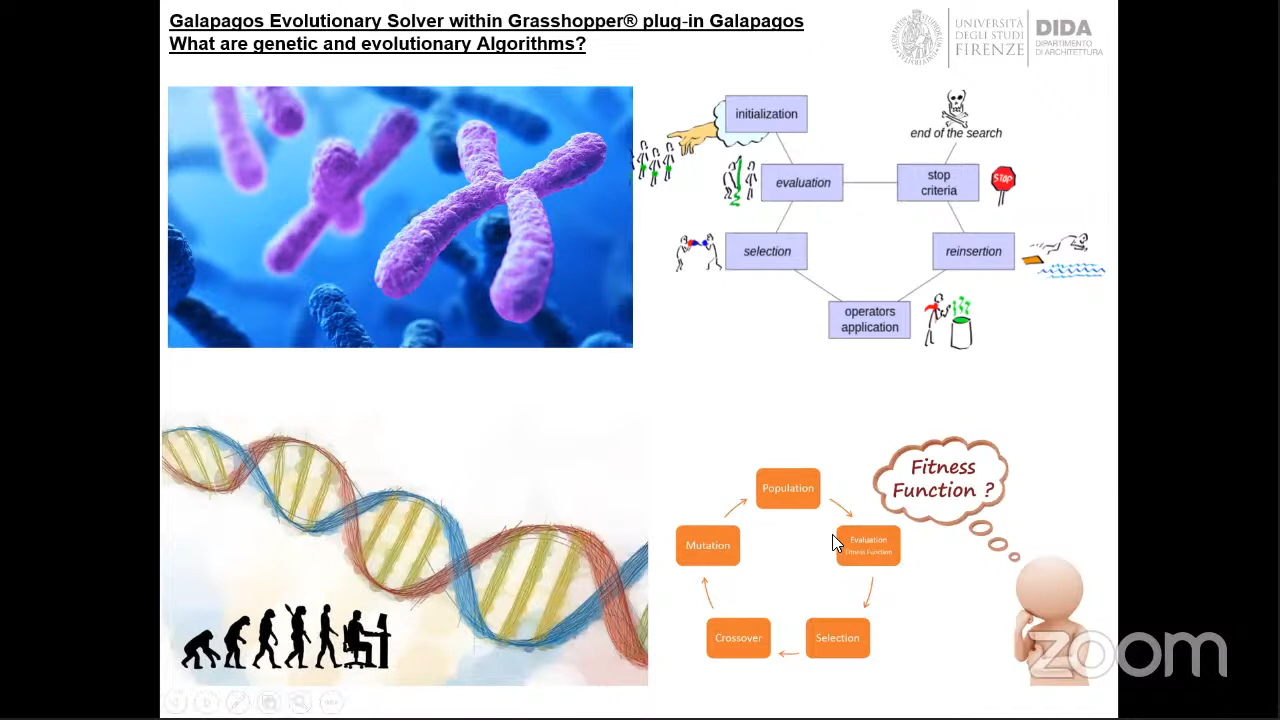 Galapagos Evolutionary Solver within Grasshopper® plug-in Galapagos
What are genetic and evolutionary Algorithms?
UNIVERSITÀ
DEGLI STUDI
FIRENZE
DIDA
DIPARTIMENTO
DI ARCHITETTURA
initialization
end of the search
evaluation
stop
criteria
STOP
selection
reinsertion
operators
application
Fitness
Function ?
Population
Mutation
Evaluation
Fitness Function
Crossover
Selection
zoom